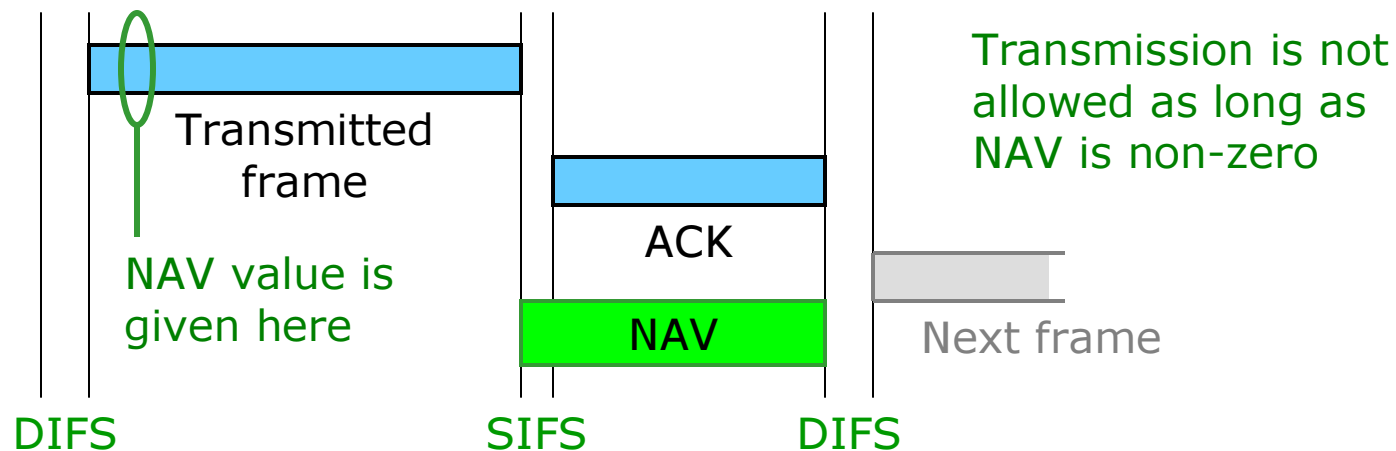 Transmission is not
allowed as long as
NAV is non-zero
Transmitted
frame
ACK
NAV value is
given here
NAV
Next frame
DIFS
SIFS
DIFS